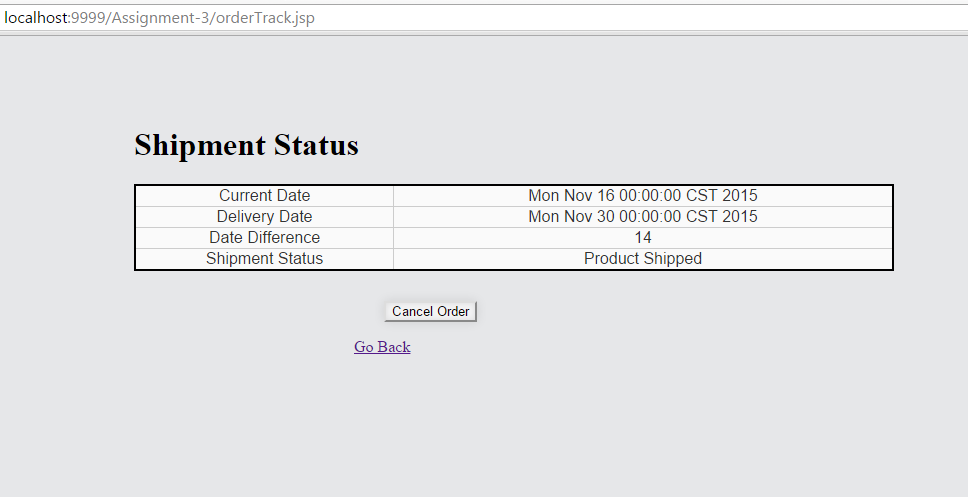 localhost:9999/Assignment-3/orderTrack.jsp
Shipment Status
Current Date Mon Nov 16 00:00:00 CST 2015
Delivery Date Mon Nov 30 00:00:00 CST 2015
Date Difference 14
Shipment Status Product Shipped
Cancel Order
Go Back